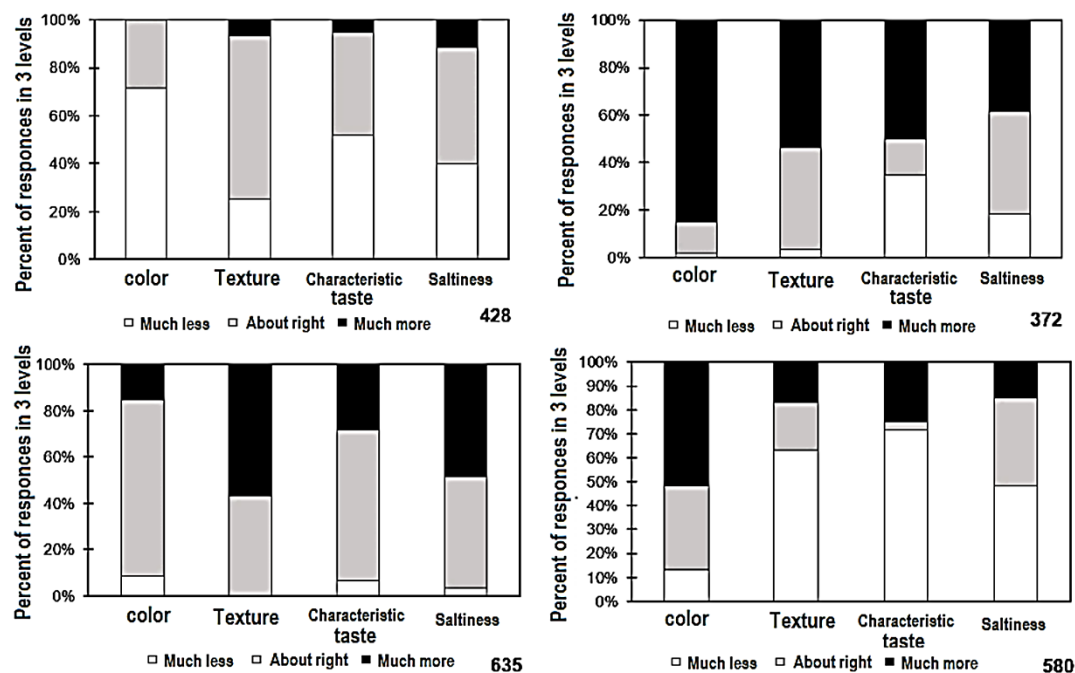 Percent of responces in 3 levels
100%
80%
60%
40%
20%
0%
color Texture Characteristic taste Saltiness
□ Much less □ About right ■ Much more
428
Percent of responces in 3 levels
100%
80%
60%
40%
20%
0%
color Texture Characteristic taste Saltiness
□ Much less □ About right ■ Much more
372
Percent of responces in 3 levels
100%
80%
60%
40%
20%
0%
color Texture Characteristic taste Saltiness
□ Much less □ About right ■ Much more
635
Percent of responces in 3 levels
100%
90%
80%
70%
60%
50%
40%
30%
20%
10%
0%
color Texture Characteristic taste Saltiness
□ Much less □ About right ■ Much more
580